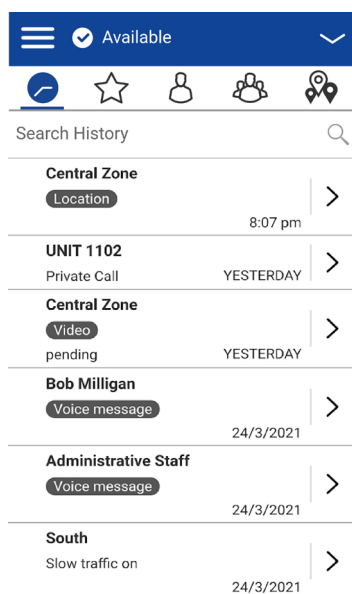 Available
Search History
Central Zone
Location
8:07 pm
UNIT 1102
Private Call YESTERDAY
Central Zone
Video
pending YESTERDAY
Bob Milligan
Voice message
24/3/2021
Administrative Staff
Voice message
24/3/2021
South
Slow traffic on
24/3/2021